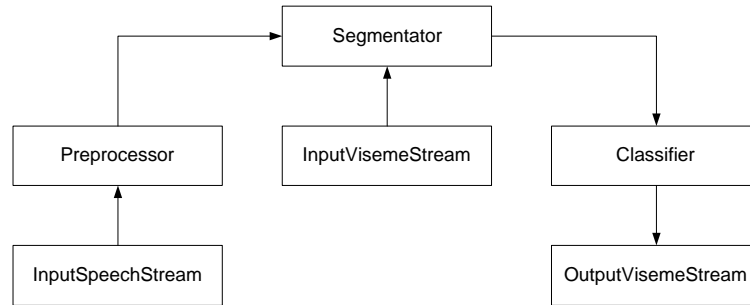 Segmentator
Preprocessor
InputVisemeStream
Classifier
InputSpeechStream
OutputVisemeStream